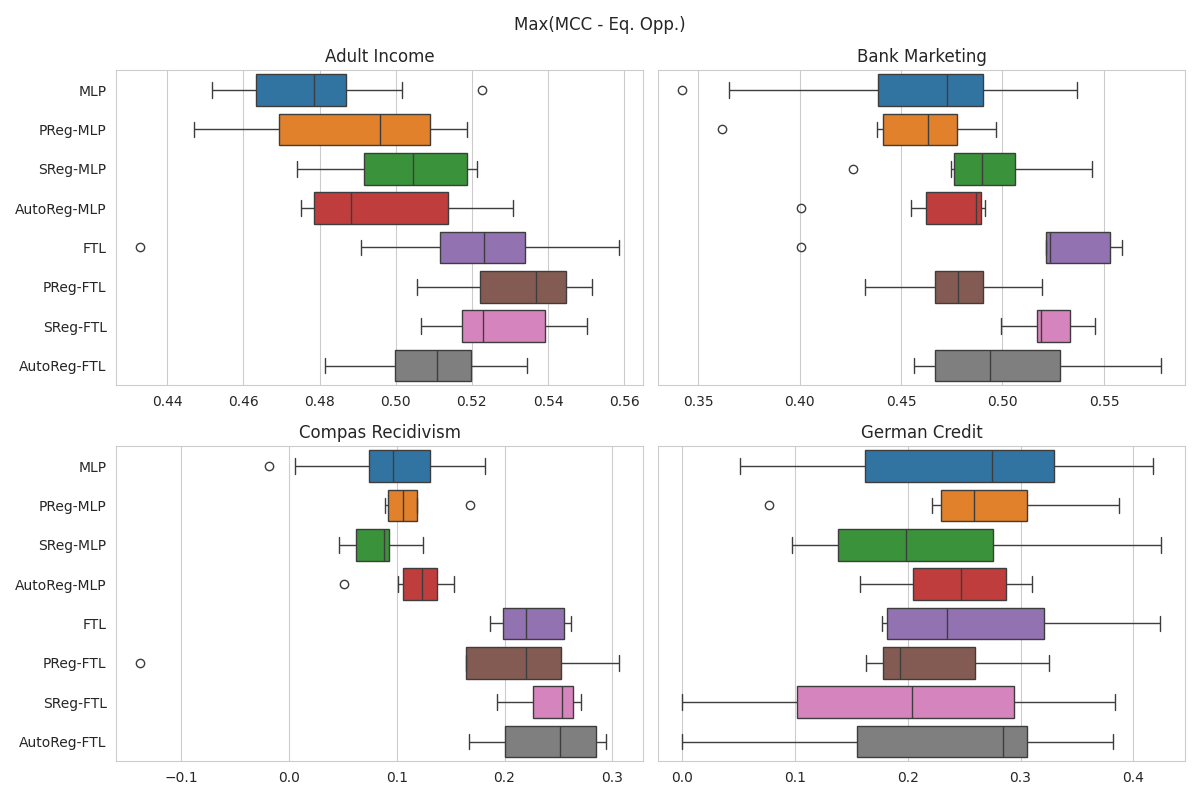 Max(MCC - Eq. Opp.)
Adult Income
Bank Marketing
MLP
PReg-MLP
SReg-MLP
AutoReg-MLP
FTL
PReg-FTL
SReg-FTL
AutoReg-FTL
0.44 0.46 0.48 0.50 0.52 0.54 0.56
0.35 0.40 0.45 0.50 0.55
Compas Recidivism
German Credit
MLP
PReg-MLP
SReg-MLP
AutoReg-MLP
FTL
PReg-FTL
SReg-FTL
AutoReg-FTL
−0.1 0.0 0.1 0.2 0.3
0.0 0.1 0.2 0.3 0.4